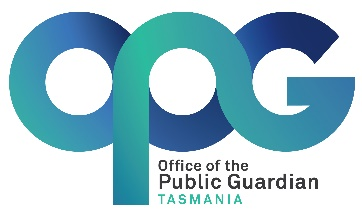 OPG
Office of the
Public Guardian
TASMANIA